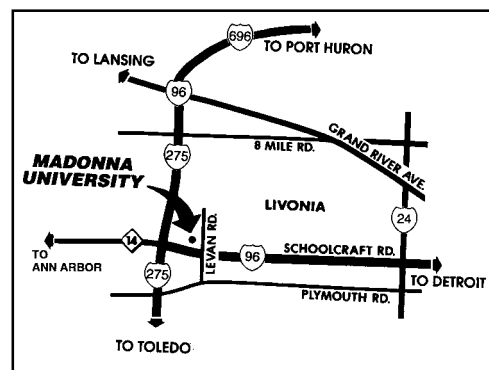 696
TO PORT HURON
TO LANSING
96
GRAND RIVER AVE.
8 MILE RD.
275
MADONNA
UNIVERSITY
LIVONIA
LEVAN RD.
24
14
TO
ANN ARBOR
96
SCHOOLCRAFT RD.
275
TO DETROIT
PLYMOUTH RD.
TO TOLEDO